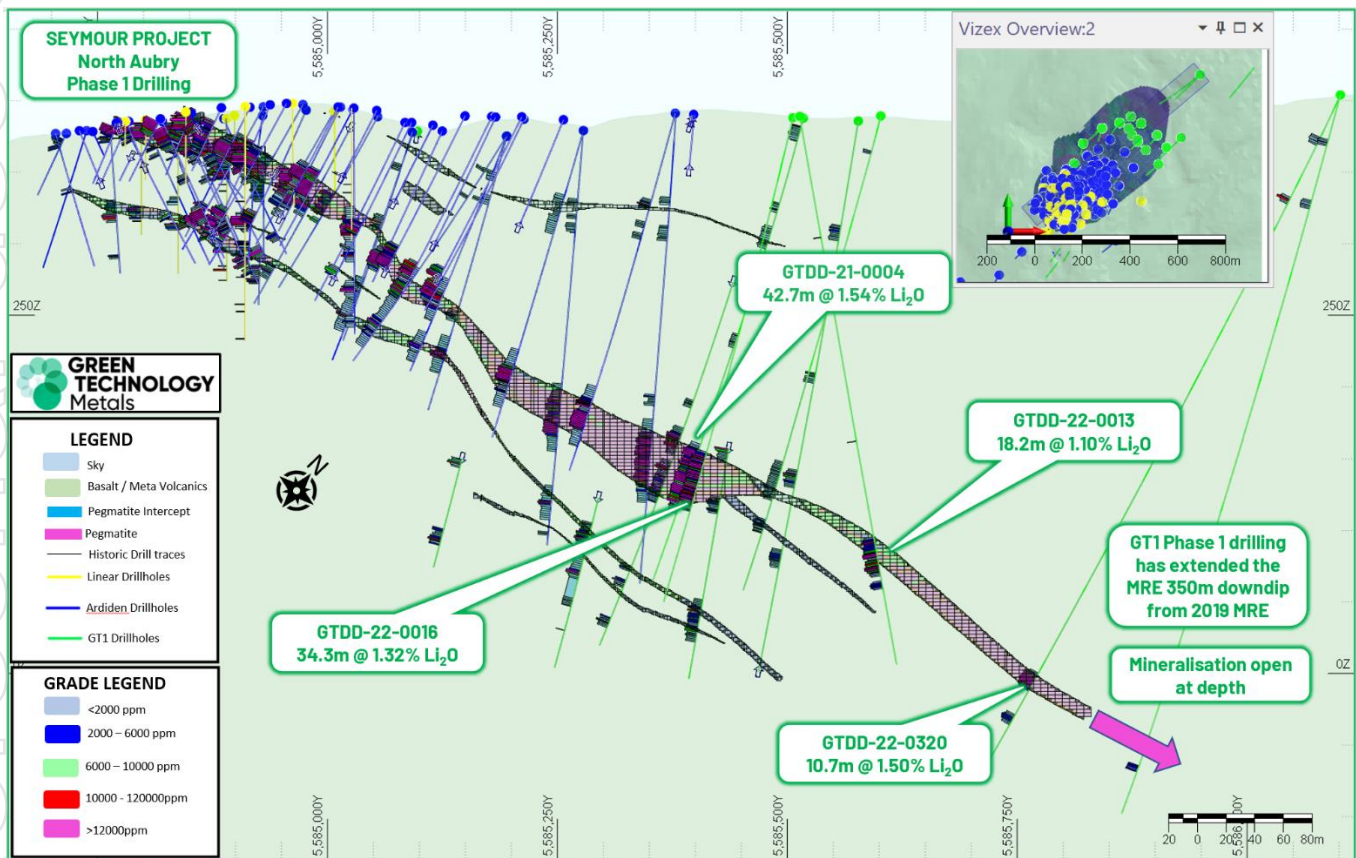 SEYMOUR PROJECT
North Aubry
Phase 1 Drilling
5,585,000Y
5,585,250Y
5,585,500Y
Vizex Overview:2
200
0
200
400
600
800m
250Z
250Z
GTDD-21-0004
42.7m @ 1.54% Li₂O
GREEN
TECHNOLOGY
Metals
LEGEND
Sky
Basalt / Meta Volcanics
Pegmatite Intercept
Pegmatite
Historic Drill traces
Linear Drillholes
Ardiden Drillholes
GT1 Drillholes
N
GTDD-22-0013
18.2m @ 1.10% Li₂O
GT1 Phase 1 drilling
has extended the
MRE 350m downdip
from 2019 MRE
GTDD-22-0016
34.3m @ 1.32% Li₂O
Mineralisation open
at depth
0Z
GRADE LEGEND
<2000 ppm
2000 – 6000 ppm
6000 – 10000 ppm
10000 - 120000ppm
>12000ppm
GTDD-22-0320
10.7m @ 1.50% Li₂O
5,585,000Y
5,585,250Y
5,585,500Y
5,585,750Y
20 0 20 40 60 80m